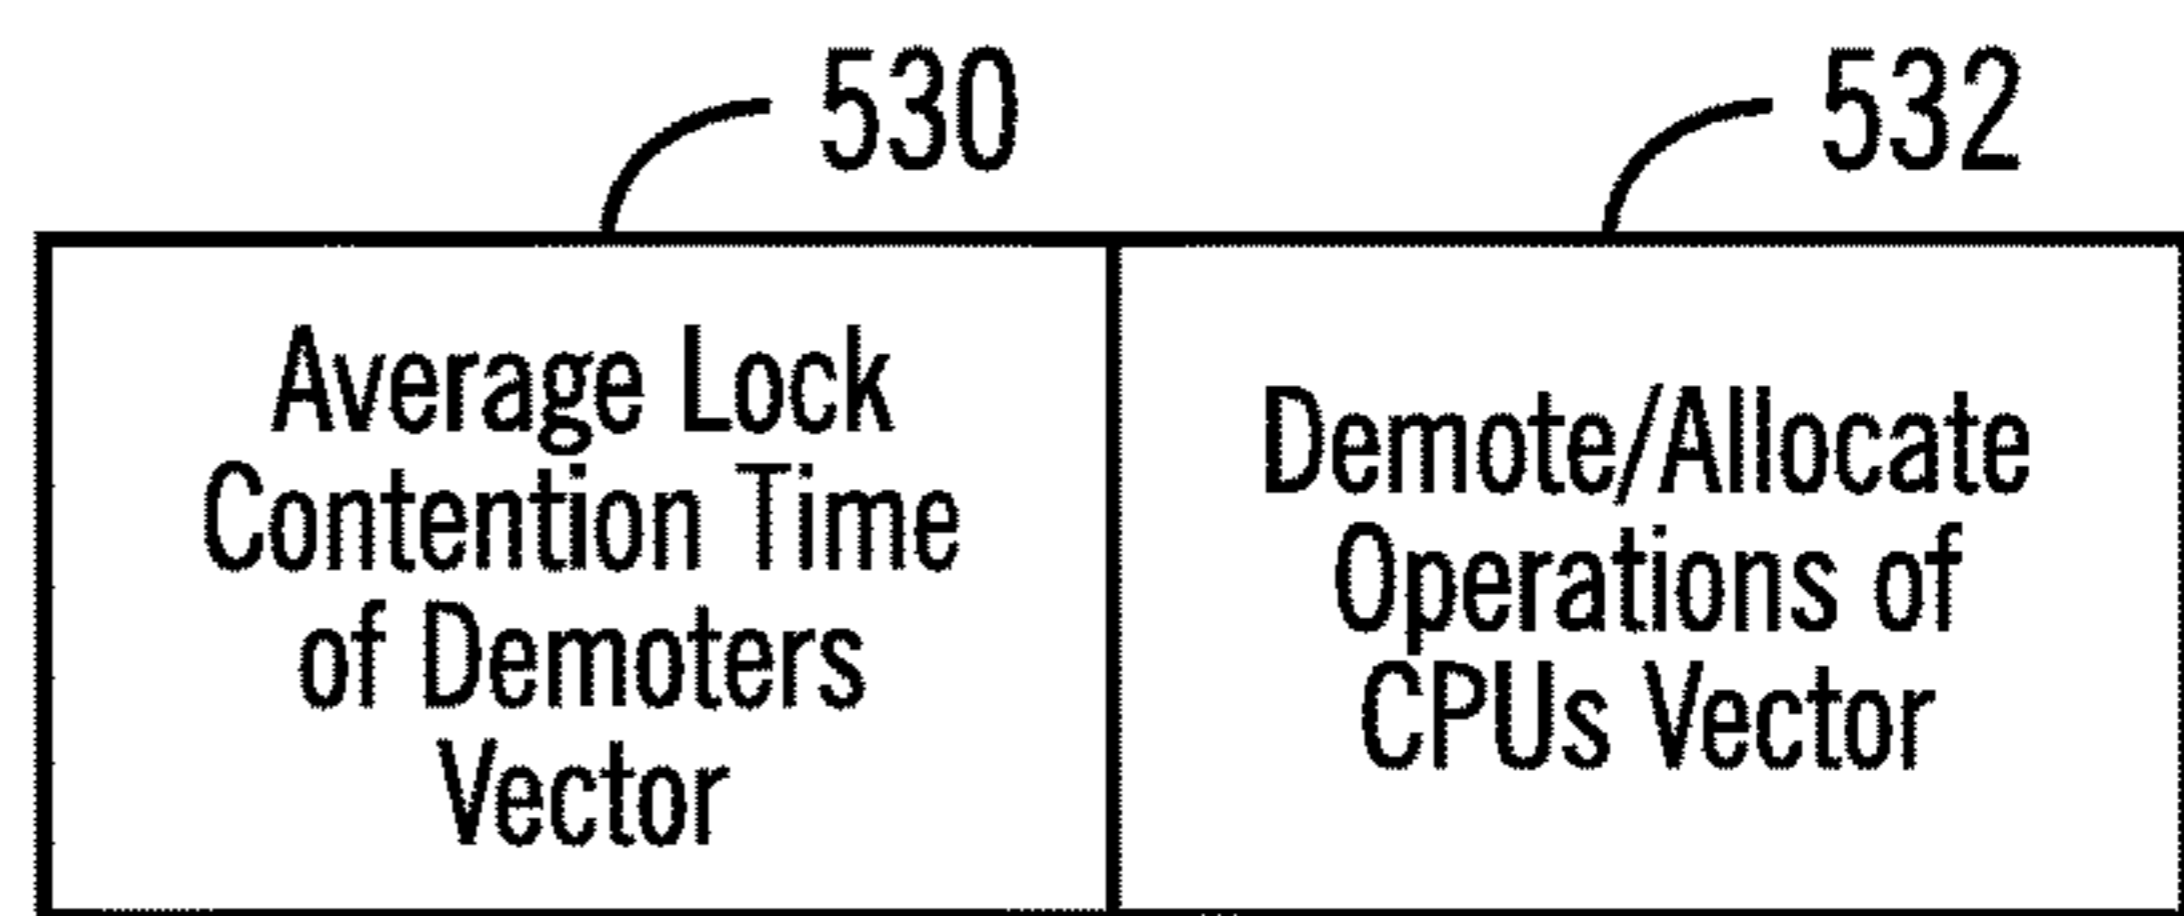 530
532
Average Lock
Contention Time
of Demoters
Vector
Demote/Allocate
Operations of
CPUs Vector